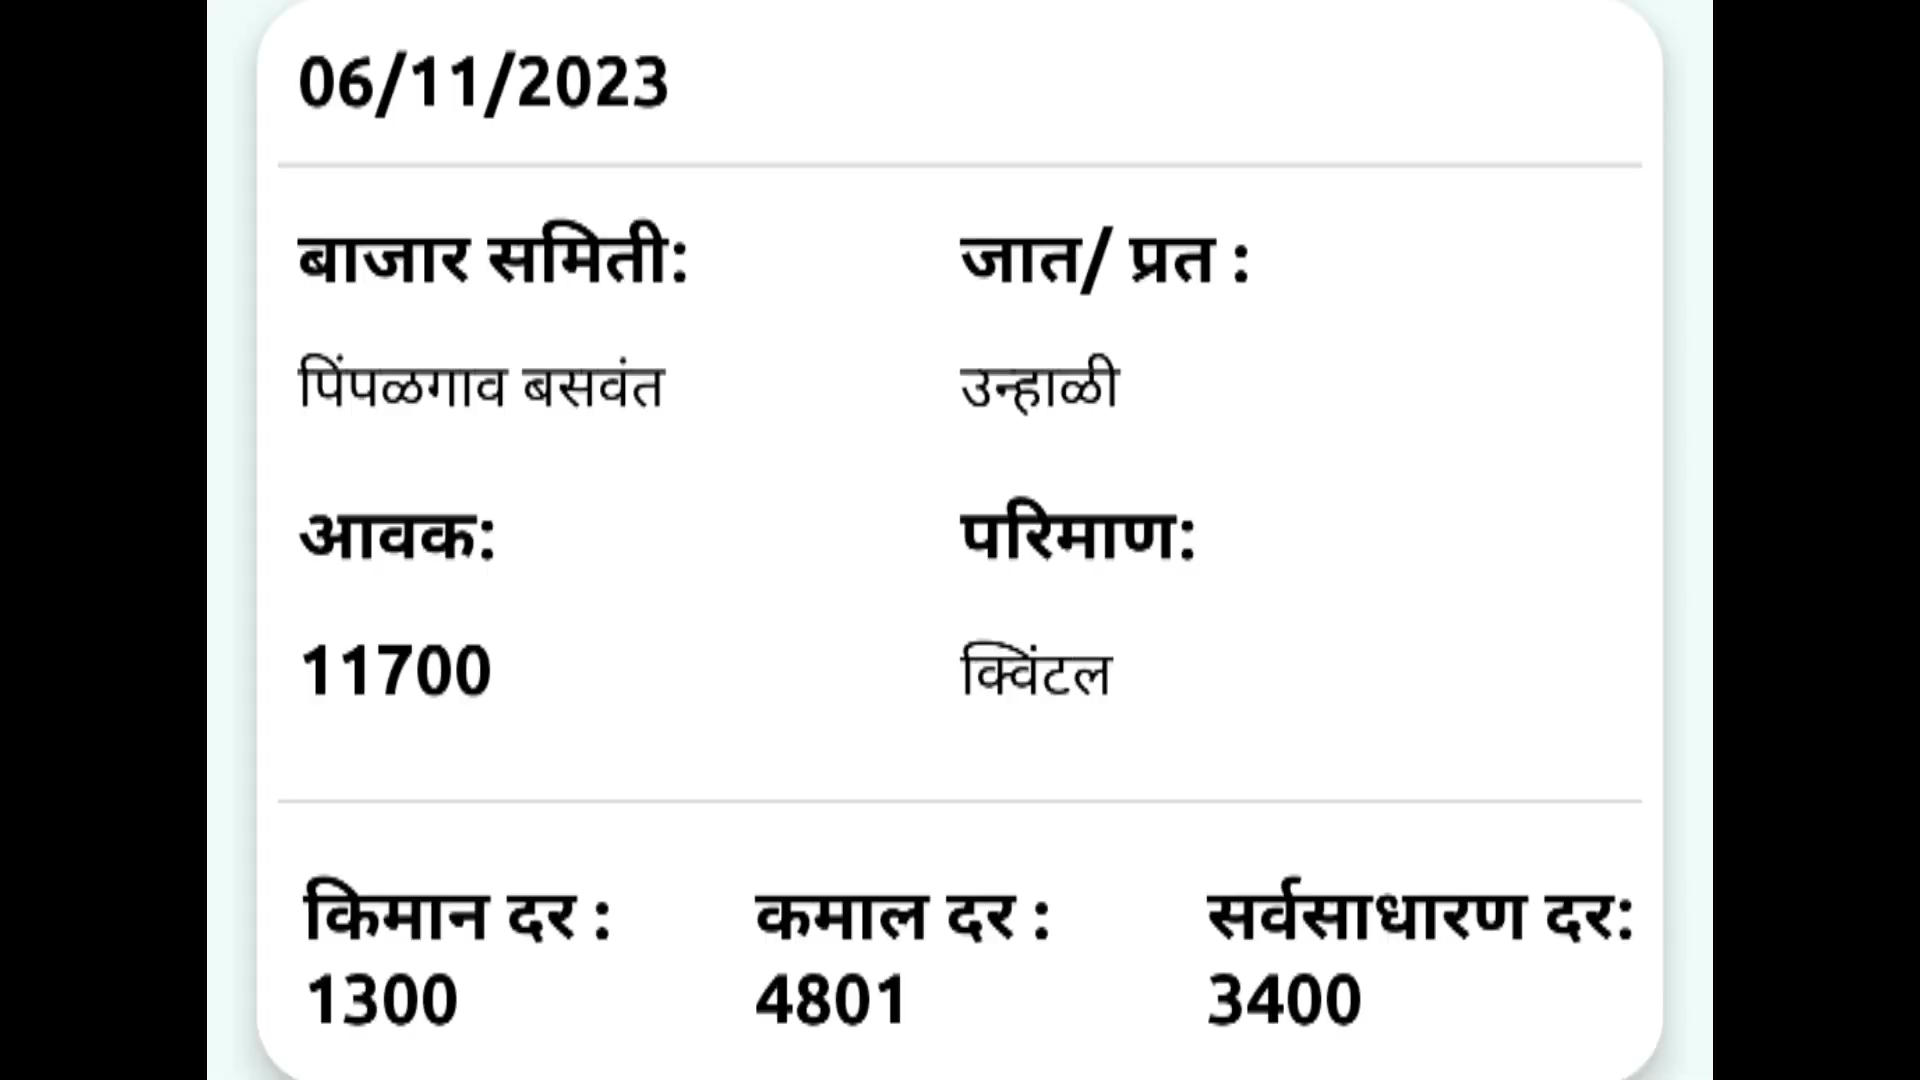 06/11/2023
बाजार समिती: जात/ प्रत :
पिंपळगाव बसवंत उन्हाळी
आवक: परिमाण:
11700 क्विंटल
किमान दर : कमाल दर : सर्वसाधारण दर:
1300 4801 3400